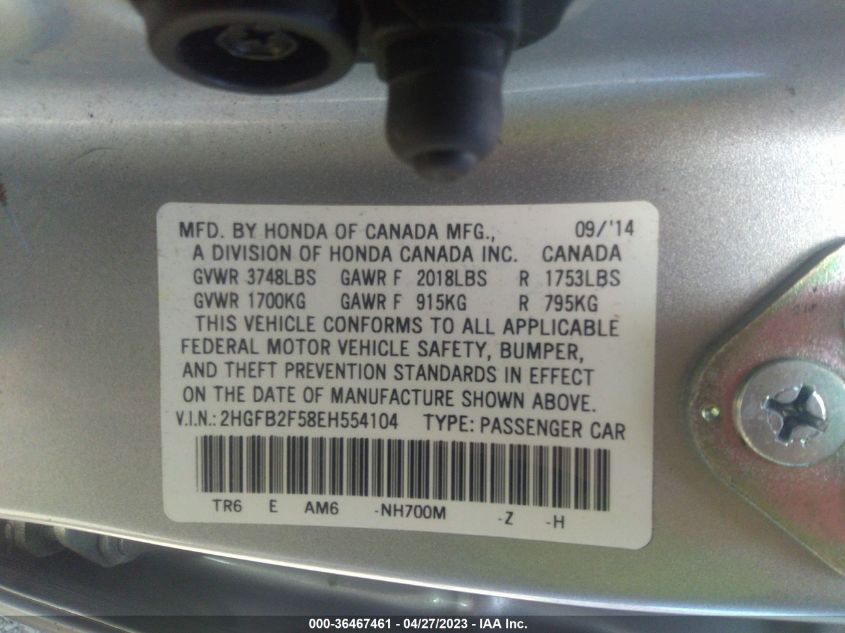 MFD. BY HONDA OF CANADA MFG., 09/'14
A DIVISION OF HONDA CANADA INC. CANADA
GVWR 3748LBS GAWR F 2018LBS R 1753LBS
GVWR 1700KG GAWR F 915KG R 795KG
THIS VEHICLE CONFORMS TO ALL APPLICABLE
FEDERAL MOTOR VEHICLE SAFETY, BUMPER,
AND THEFT PREVENTION STANDARDS IN EFFECT
ON THE DATE OF MANUFACTURE SHOWN ABOVE.
V.I.N.: 2HGFB2F58EH554104 TYPE: PASSENGER CAR
TR6 E AM6 -NH700M -Z -H
000-36467461 - 04/27/2023 - IAA Inc.